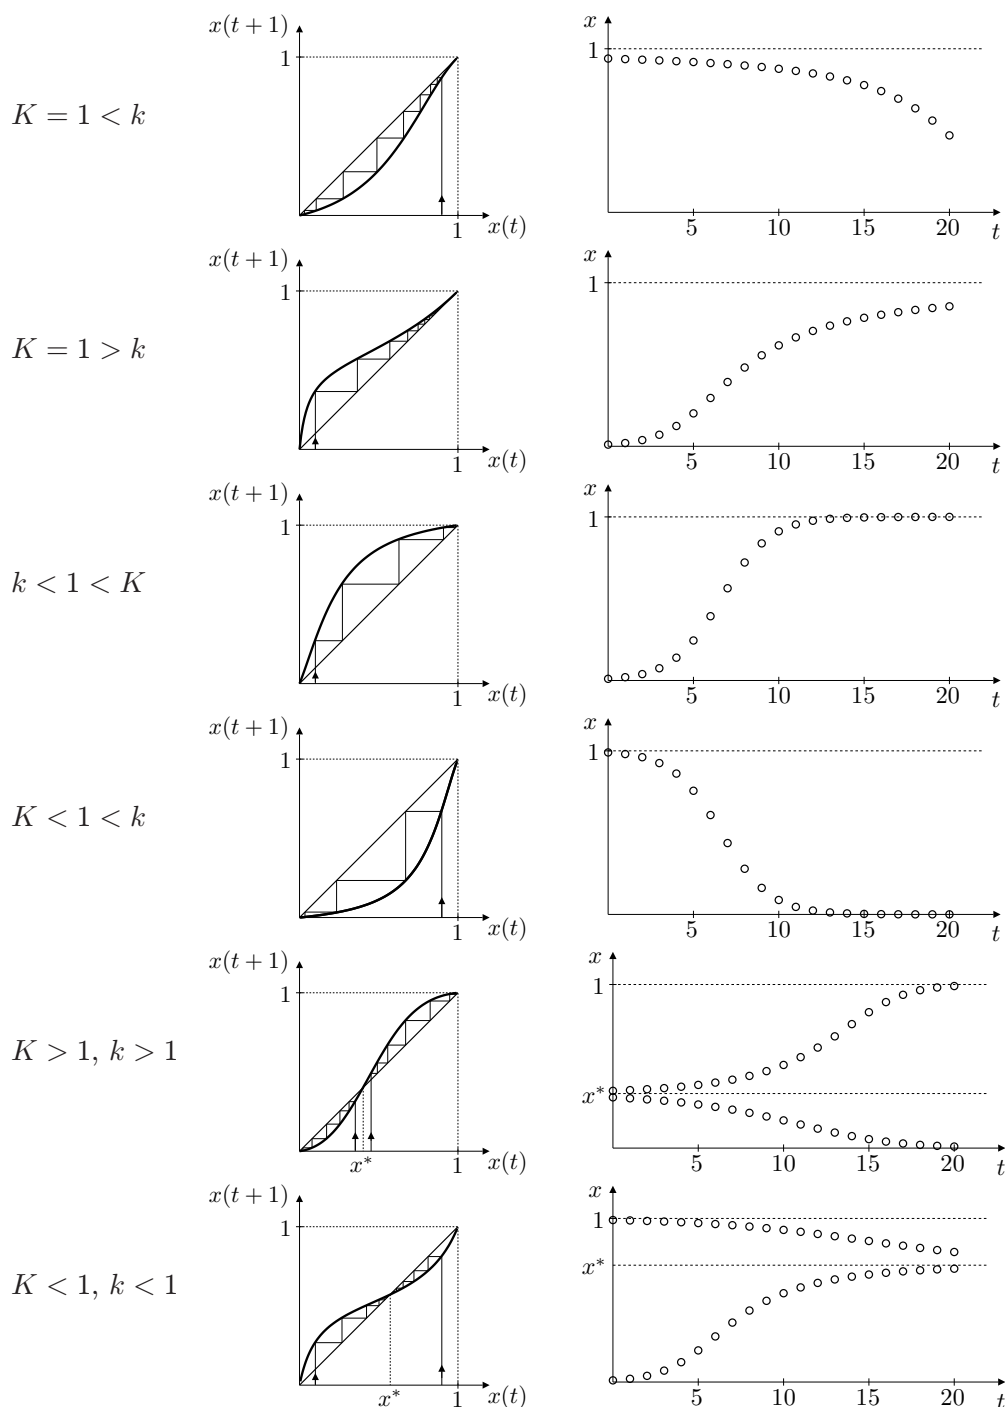 x(t + 1)
1
K = 1 < k
1
x(t)
x
1
5
10
15
20
t
x(t + 1)
1
K = 1 > k
1
x(t)
x
1
5
10
15
20
t
x(t + 1)
1
k < 1 < K
1
x(t)
x
1
5
10
15
20
t
x(t + 1)
1
K < 1 < k
1
x(t)
x
1
5
10
15
20
t
x(t + 1)
1
K > 1, k > 1
x*
1
x(t)
x
1
x*
5
10
15
20
t
x(t + 1)
1
K < 1, k < 1
x*
1
x(t)
x
1
x*
5
10
15
20
t